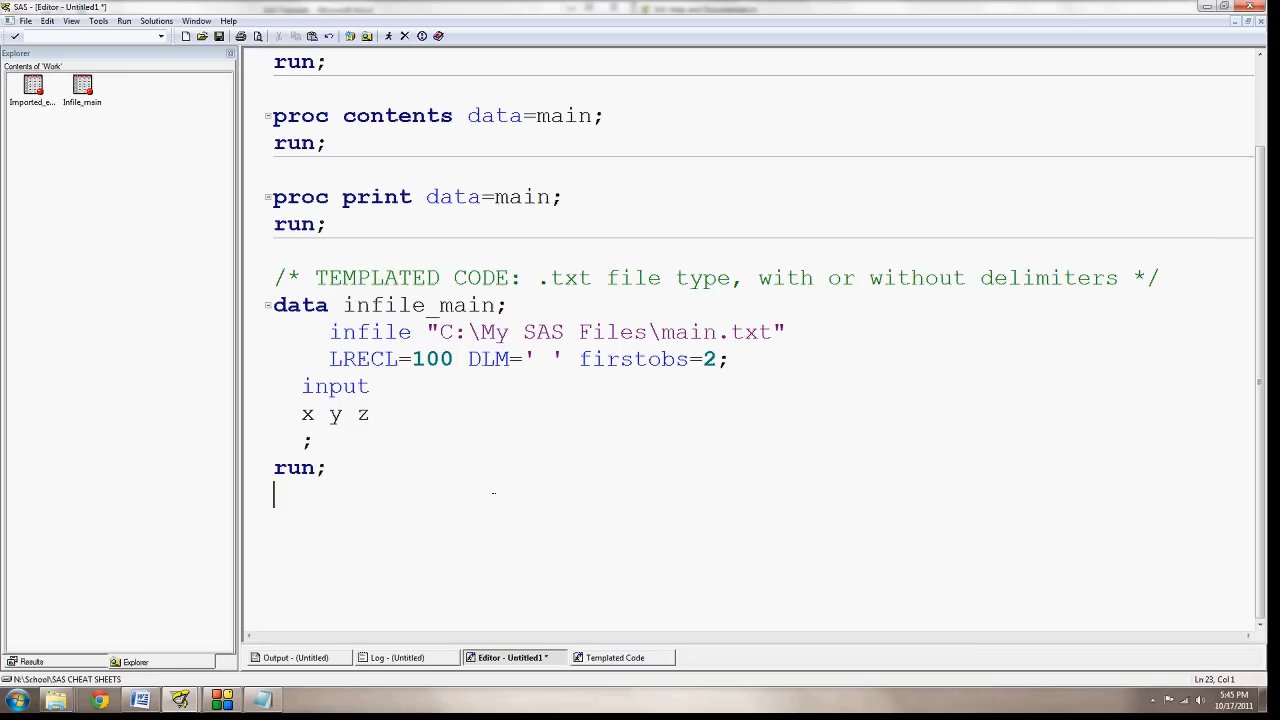 SAS - [Editor - Untitled1 *]
File Edit View Tools Run Solutions Window Help
Explorer
Contents of 'Work'
Imported_e... Infile_main
run;
proc contents data=main;
run;
proc print data=main;
run;
/* TEMPLATED CODE: .txt file type, with or without delimiters */
data infile_main;
infile "C:\My SAS Files\main.txt"
LRECL=100 DLM=' ' firstobs=2;
input
x y z
;
run;
Results Explorer
Output - (Untitled) Log - (Untitled) Editor - Untitled1 * Templated Code
N:\School\SAS CHEAT SHEETS
Ln 23, Col 1
5:45 PM
10/17/2011